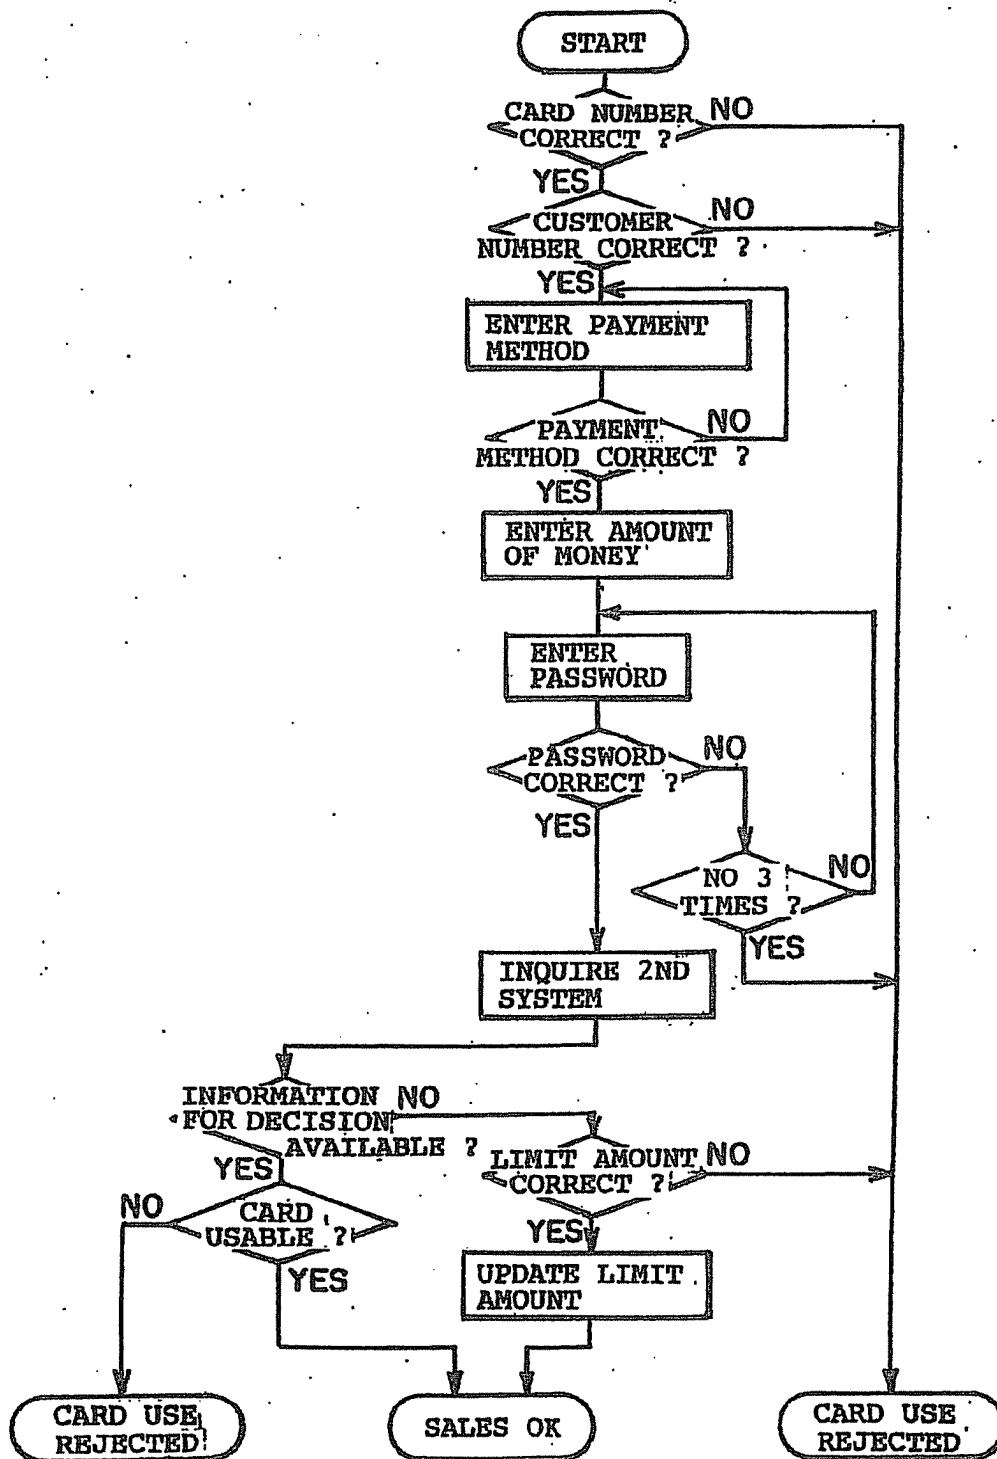 START
CARD NUMBER
CORRECT ?
NO
YES
CUSTOMER
NUMBER CORRECT ?
NO
YES
ENTER PAYMENT
METHOD
PAYMENT
METHOD CORRECT ?
NO
YES
ENTER AMOUNT
OF MONEY
ENTER
PASSWORD
PASSWORD
CORRECT ?
NO
YES
NO 3
TIMES ?
NO
YES
INQUIRE 2ND
SYSTEM
INFORMATION
FOR DECISION
AVAILABLE ?
NO
YES
LIMIT AMOUNT
CORRECT ?
NO
YES
CARD
USABLE ?
NO
YES
UPDATE LIMIT
AMOUNT
CARD USE
REJECTED
SALES OK
CARD USE
REJECTED